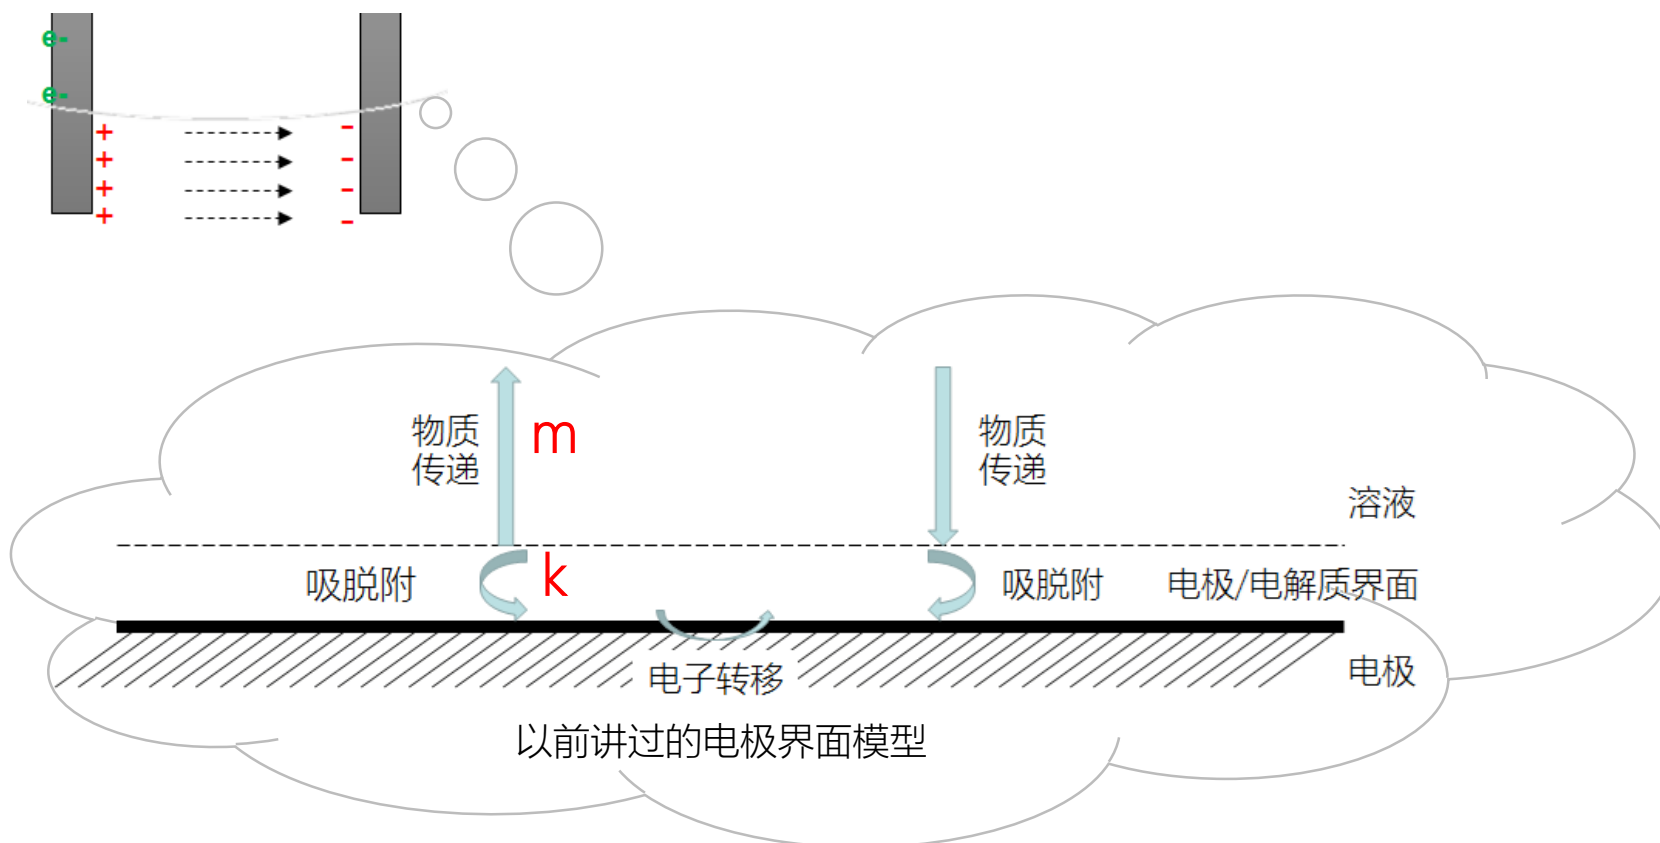 e-
e-
+
+
+
+
-
-
-
-
物质
传递
m
物质
传递
溶液
吸脱附
k
吸脱附
电极/电解质界面
电子转移
电极
以前讲过的电极界面模型